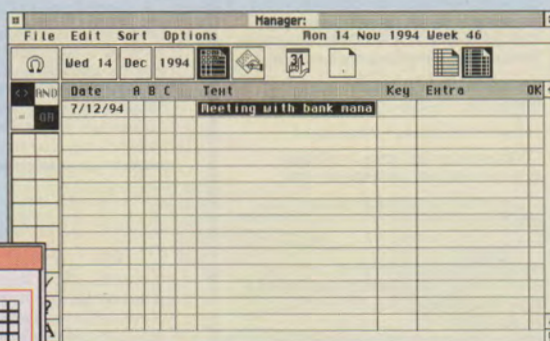 Manager:
File Edit Sort Options Mon 14 Nov 1994 Week 46
Wed 14 Dec 1994 31
<> AND Date A B C Text Key Extra OK
= OR 7/12/94 Meeting with bank mana
?
A